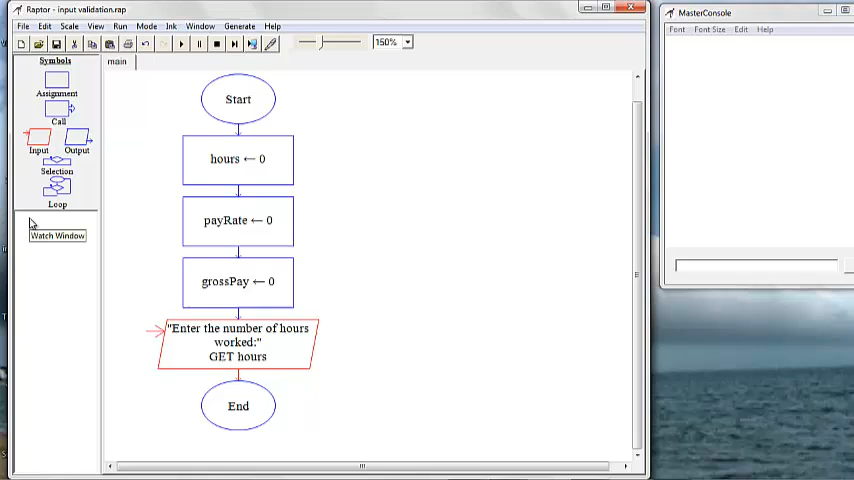 Raptor - input validation.rap
File Edit Scale View Run Mode Ink Window Generate Help
150%
main
Symbols
Assignment
Call
Input Output
Selection
Loop
Watch Window
Start
hours ← 0
payRate ← 0
grossPay ← 0
"Enter the number of hours
worked:"
GET hours
End
MasterConsole
Font Font Size Edit Help